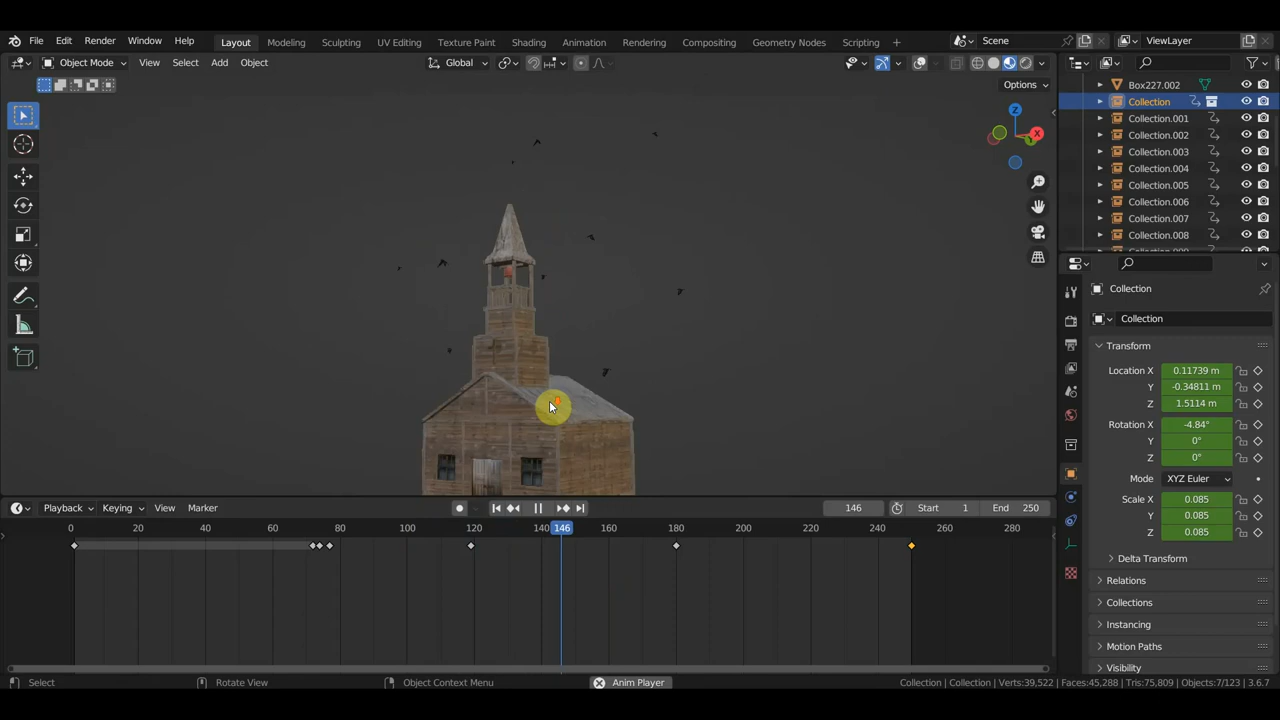 File Edit Render Window Help Layout Modeling Sculpting UV Editing Texture Paint Shading Animation Rendering Compositing Geometry Nodes Scripting + Scene ViewLayer
Object Mode View Select Add Object Global
Options
Z
X
Y
Box227.002
Collection
Collection.001
Collection.002
Collection.003
Collection.004
Collection.005
Collection.006
Collection.007
Collection.008
Collection
Collection
Transform
Location X 0.11739 m
Y -0.34811 m
Z 1.5114 m
Rotation X -4.84°
Y 0°
Z 0°
Mode XYZ Euler
Scale X 0.085
Y 0.085
Z 0.085
Delta Transform
Relations
Collections
Instancing
Motion Paths
Visibility
Playback Keying View Marker 146 Start 1 End 250
0 20 40 60 80 100 120 140 146 160 180 200 220 240 260 280
Select Rotate View Object Context Menu Anim Player Collection | Collection | Verts:39,522 | Faces:45,288 | Tris:75,809 | Objects:7/123 | 3.6.7